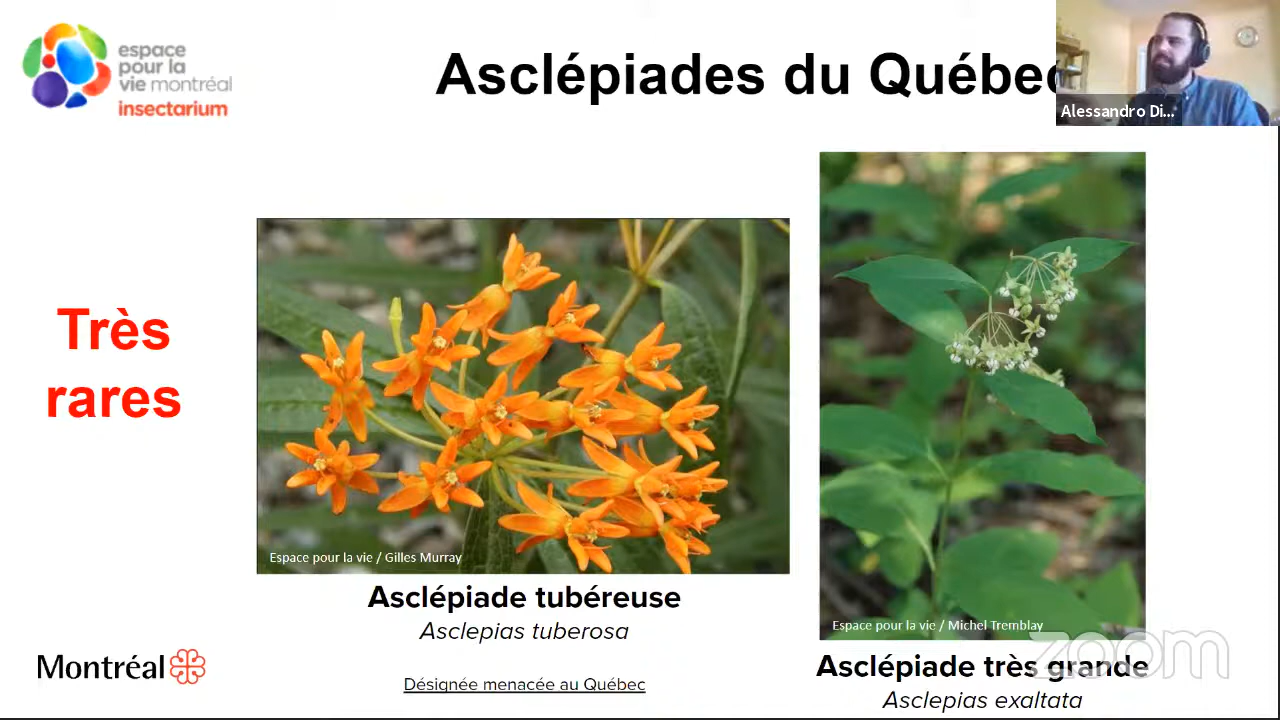 espace
pour la
vie montréal
insectarium
Asclépiades du Québec
Alessandro Di...
Très
rares
Espace pour la vie / Gilles Murray
Asclépiade tubéreuse
Asclepias tuberosa
Désignée menacée au Québec
Espace pour la vie / Michel Tremblay
zoom
Asclépiade très grande
Asclepias exaltata
Montréal